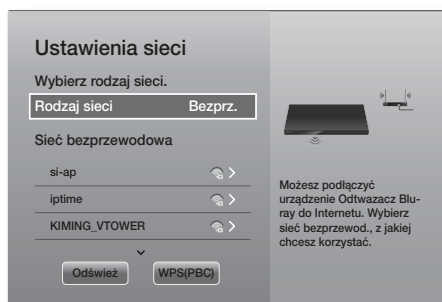 Ustawienia sieci
Wybierz rodzaj sieci.
Rodzaj sieci Bezprz.
Sieć bezprzewodowa
si-ap
iptime
KIMING_VTOWER
Odśwież WPS(PBC)
Możesz podłączyć
urządzenie Odtwazacz Blu-
ray do Internetu. Wybierz
sieć bezprzewod., z jakiej
chcesz korzystać.